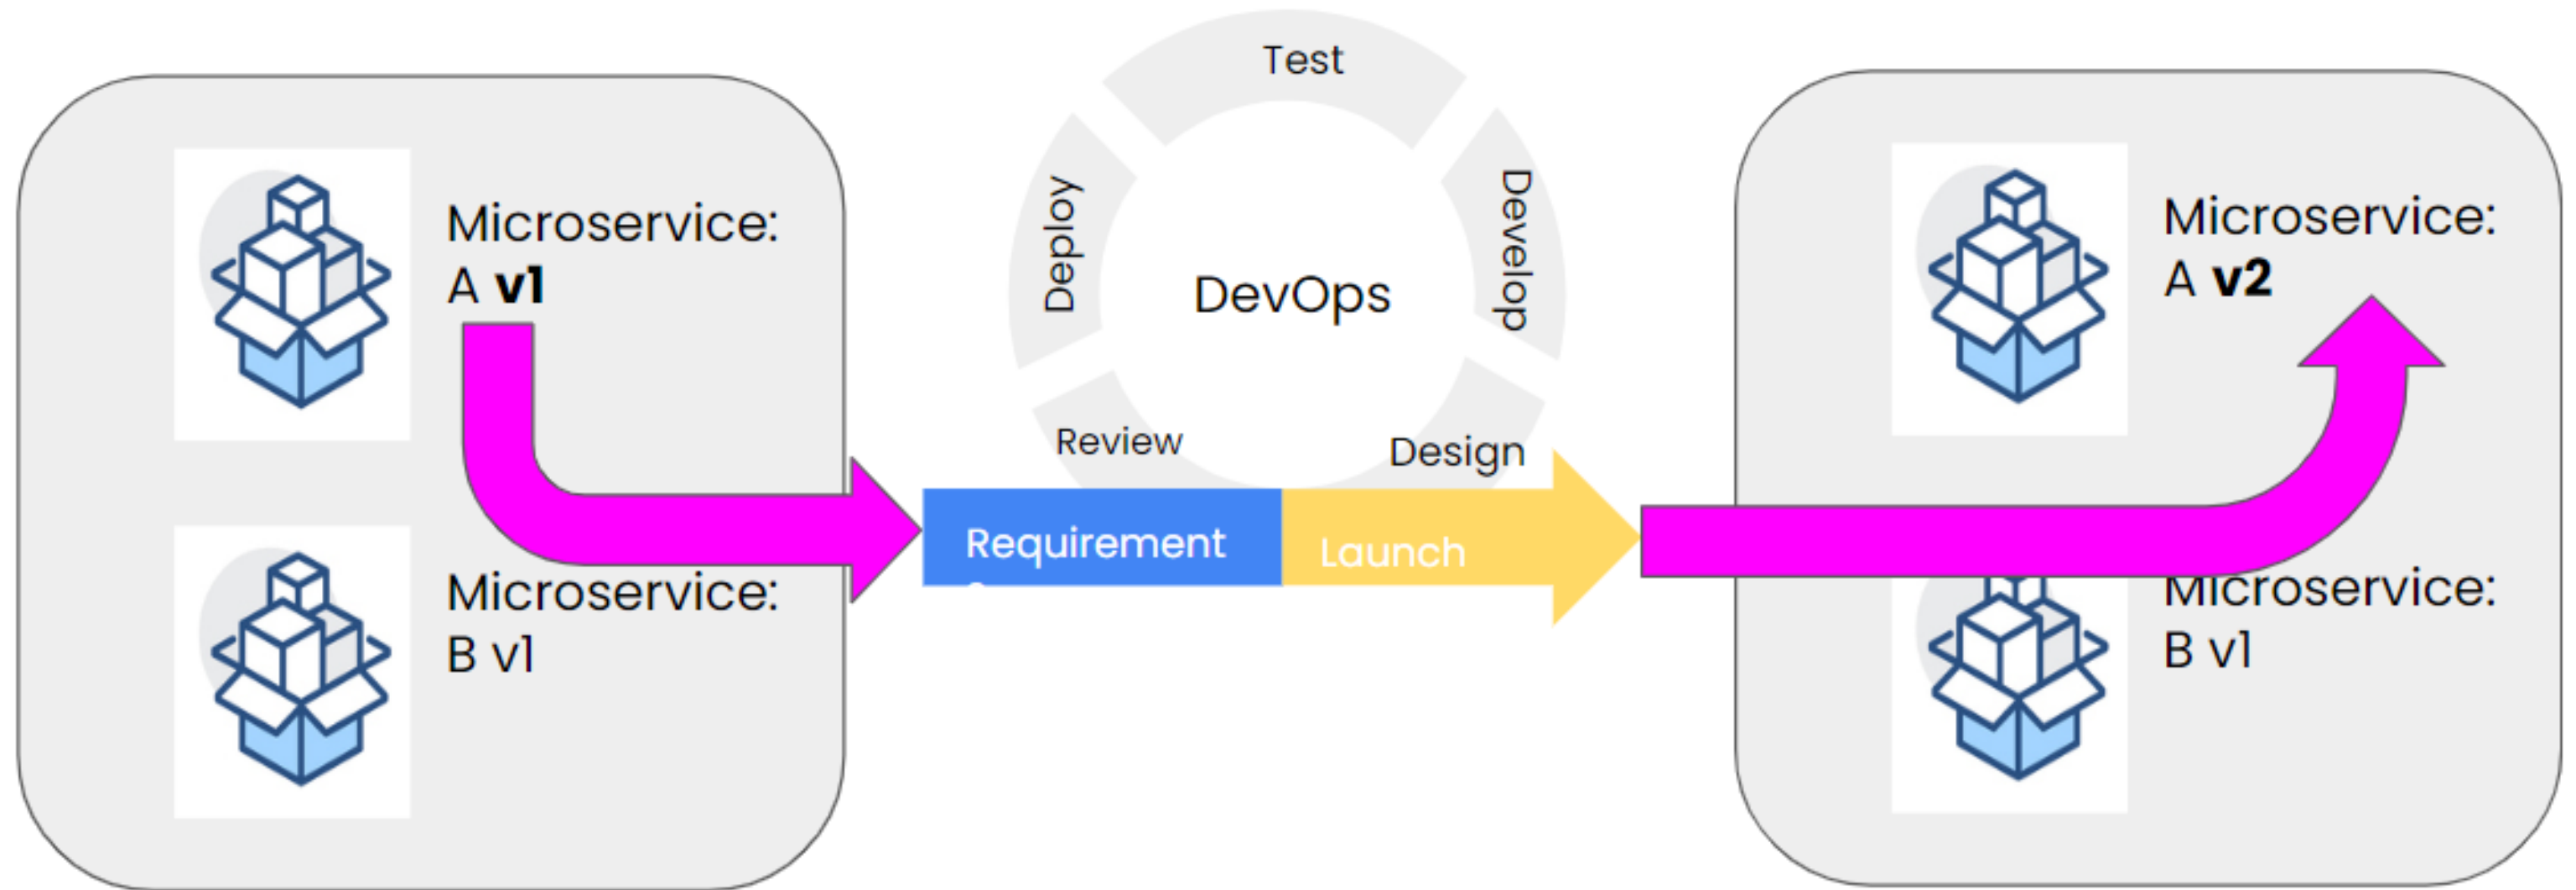 Microservice:
A v1
Microservice:
B v1
Test
Deploy
Develop
DevOps
Review
Design
Requirement
Launch
Microservice:
A v2
Microservice:
B v1